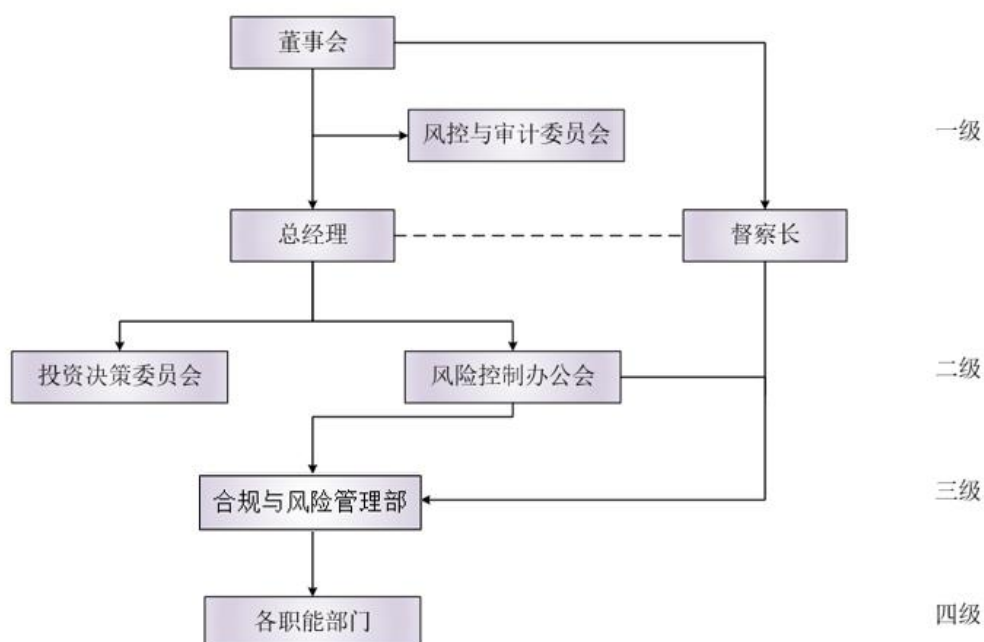 董事会
风控与审计委员会
一级
总经理
督察长
投资决策委员会
风险控制办公会
二级
合规与风险管理部
三级
各职能部门
四级